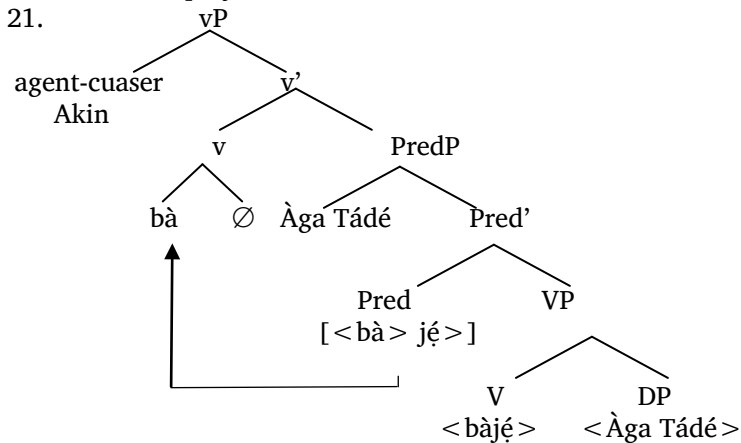 21. vP
agent-cuaser v’
Akin
v PredP
bà ∅ Àga Tádé Pred’
Pred VP
[<bà> jẹ́>]
V DP
<bàjẹ́> <Àga Tádé>